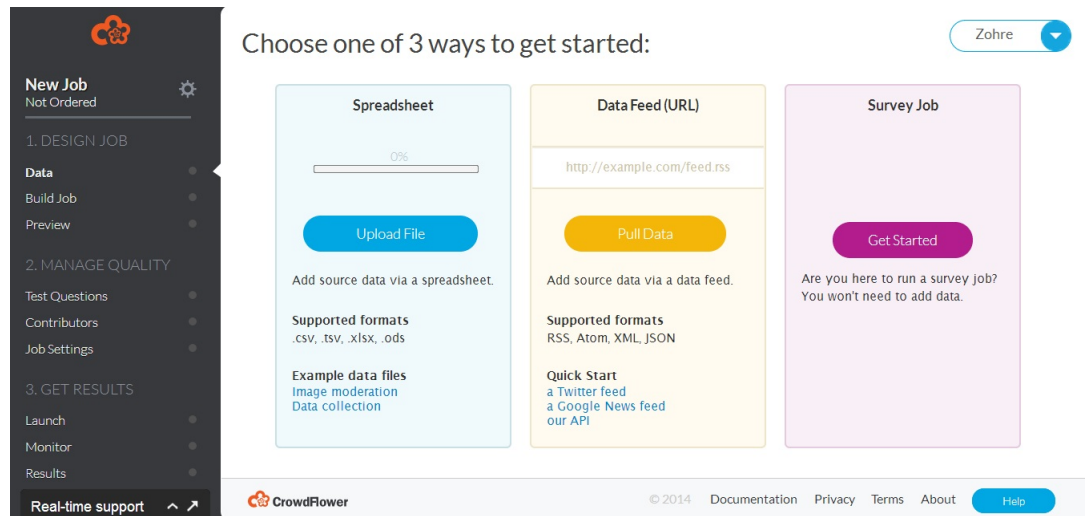 New Job
Not Ordered
1. DESIGN JOB
Data
Build Job
Preview
2. MANAGE QUALITY
Test Questions
Contributors
Job Settings
3. GET RESULTS
Launch
Monitor
Results
Real-time support
Choose one of 3 ways to get started:
Zohre
Spreadsheet
0%
Upload File
Add source data via a spreadsheet.
Supported formats
.csv, .tsv, .xlsx, .ods
Example data files
Image moderation
Data collection
Data Feed (URL)
http://example.com/feed.rss
Pull Data
Add source data via a data feed.
Supported formats
RSS, Atom, XML, JSON
Quick Start
a Twitter feed
a Google News feed
our API
Survey Job
Get Started
Are you here to run a survey job?
You won't need to add data.
CrowdFlower
© 2014 Documentation Privacy Terms About Help